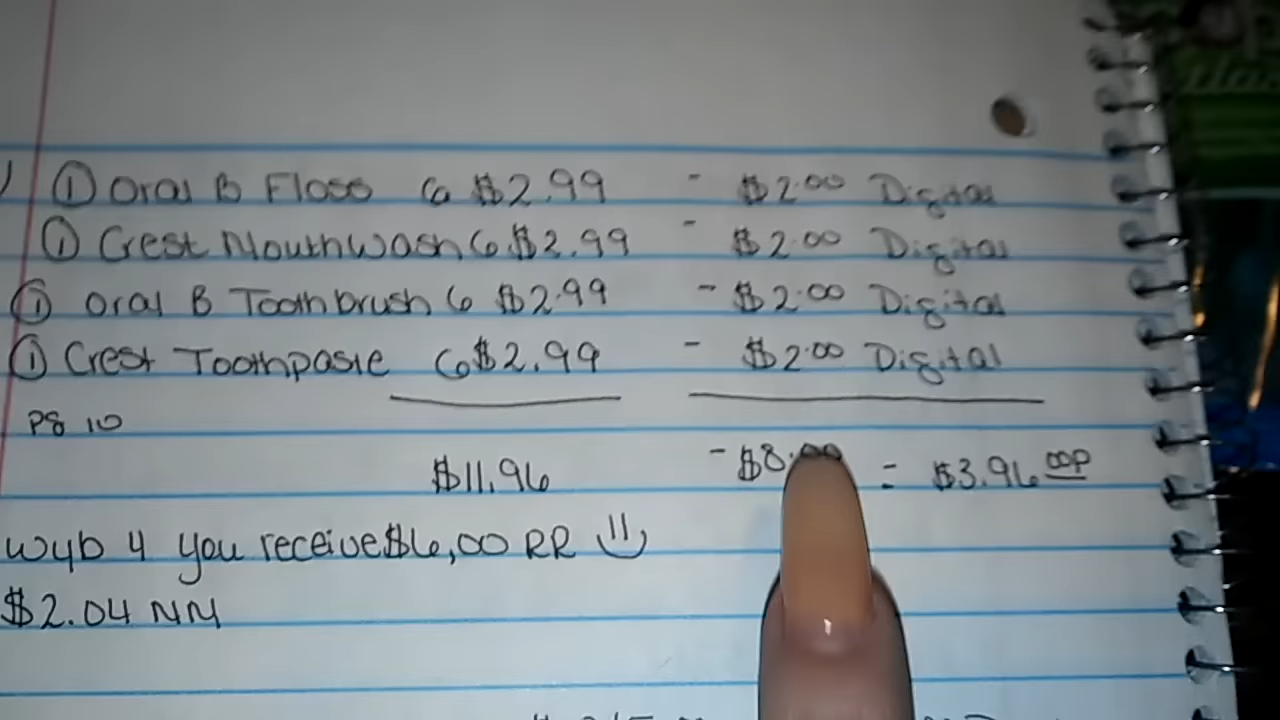 ① Oral B Floss @ $2.99 - $2.00 Digital
① Crest Mouthwash @ $2.99 - $2.00 Digital
① Oral B Toothbrush @ $2.99 - $2.00 Digital
① Crest Toothpaste @ $2.99 - $2.00 Digital
Pg 10
$11.96 - $8.00 = $3.96 OOP
WYB 4 you receive $6,00 RR
$2.04 MM